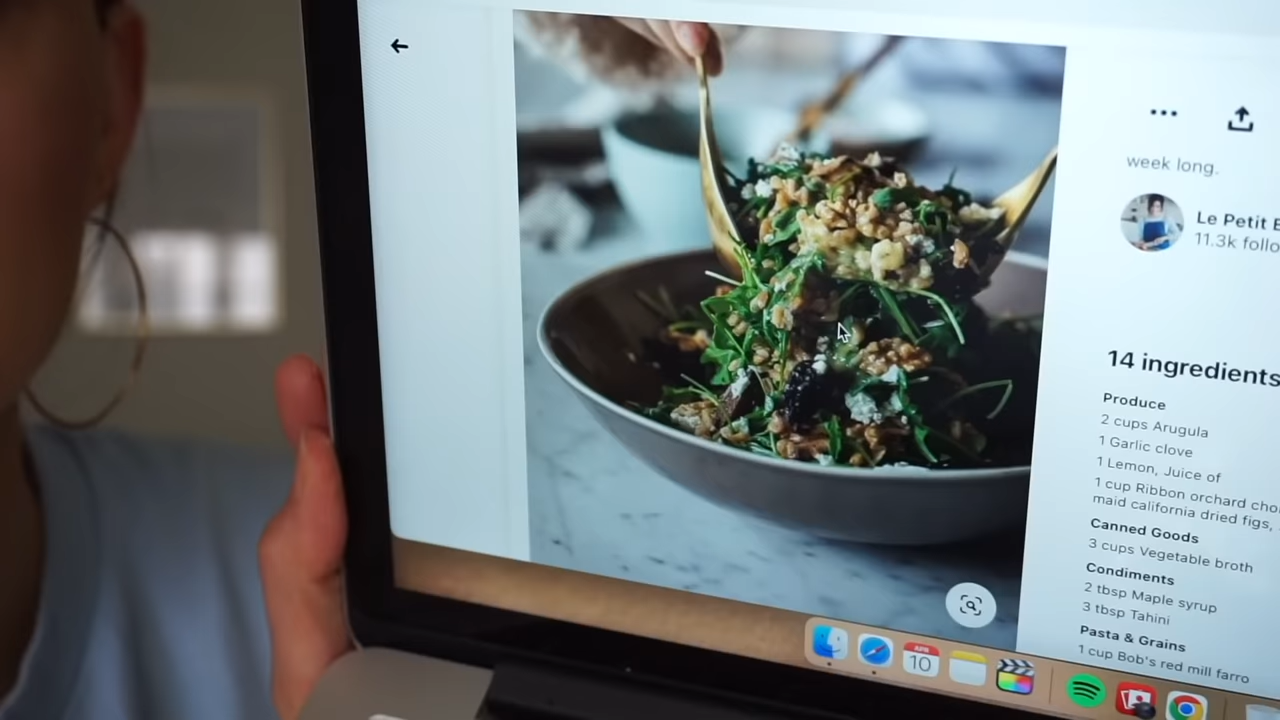 week long.
Le Petit
11.3k
14 ingredients
Produce
2 cups Arugula
1 Garlic clove
1 Lemon, Juice of
1 cup Ribbon orchard
maid california dried figs,
Canned Goods
3 cups Vegetable broth
Condiments
2 tbsp Maple syrup
3 tbsp Tahini
Pasta & Grains
1 cup Bob's red mill farro
APR
10